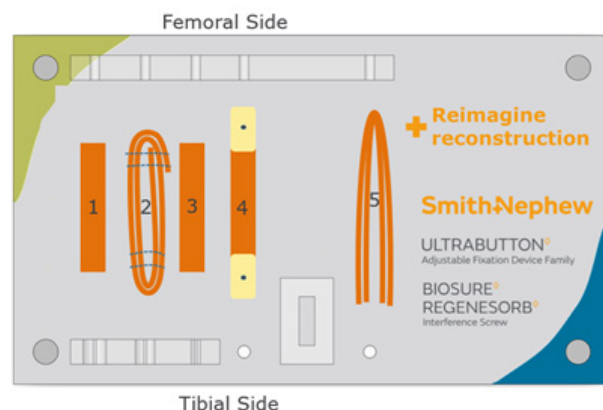 Femoral Side
Reimagine
reconstruction
1 2 3 4 5
Smith+Nephew
ULTRABUTTON◊
Adjustable Fixation Device Family
BIOSURE◊
REGENESORB◊
Interference Screw
Tibial Side